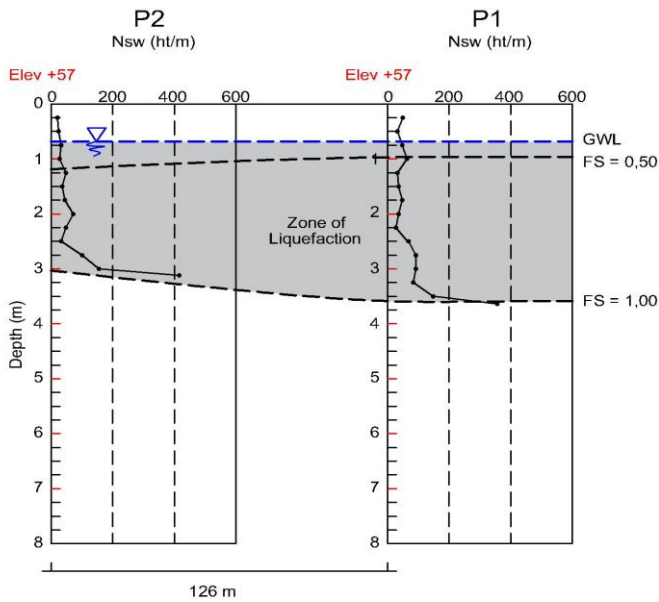 P2 P1
Nsw (ht/m) Nsw (ht/m)
Elev +57 Elev +57
0 200 400 600 0 200 400 600
GWL
1 1
FS = 0,50
2 2
Zone of
Liquefaction
3 3
FS = 1,00
4 4
Depth (m)
5 5
6 6
7 7
8 8
126 m